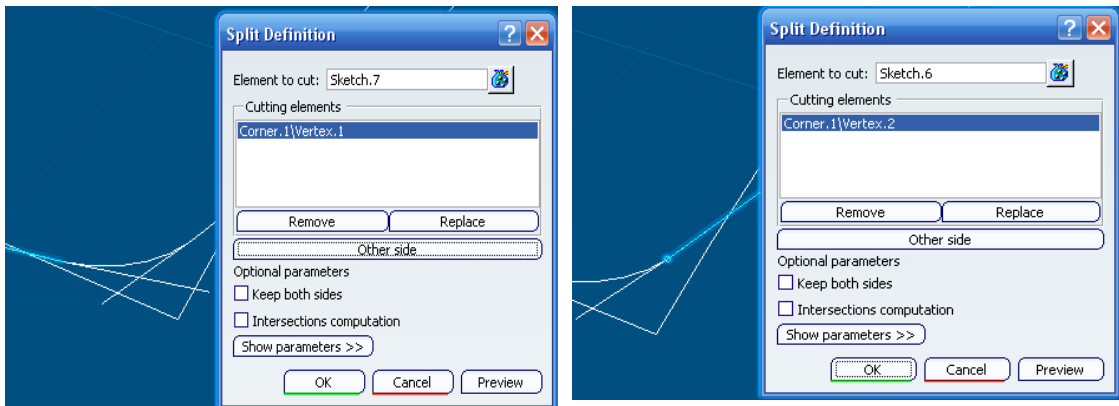 Split Definition
Element to cut: Sketch.7
Cutting elements
Corner.1\Vertex.1
Remove Replace
Other side
Optional parameters
Keep both sides
Intersections computation
Show parameters >>
OK Cancel Preview
Split Definition
Element to cut: Sketch.6
Cutting elements
Corner.1\Vertex.2
Remove Replace
Other side
Optional parameters
Keep both sides
Intersections computation
Show parameters >>
OK Cancel Preview